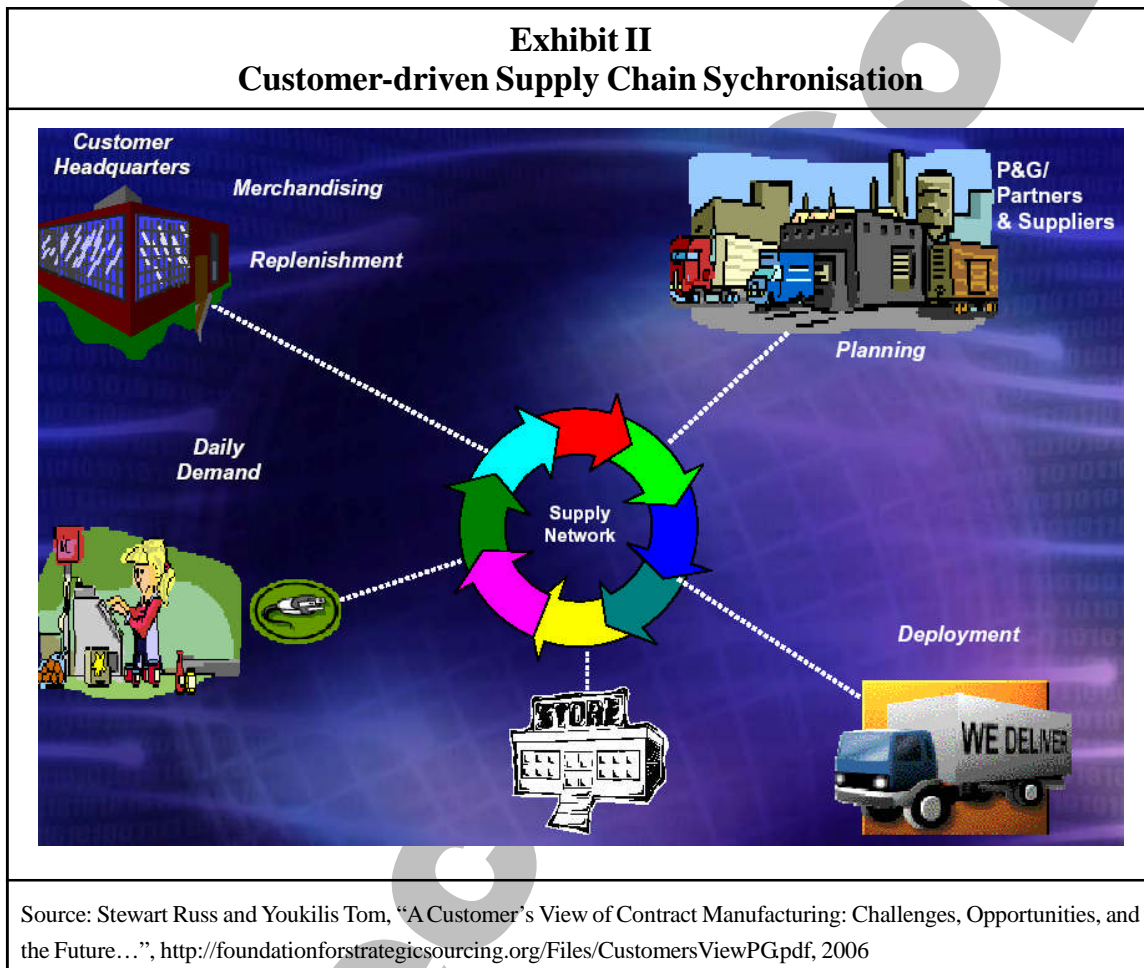 Exhibit II
Customer-driven Supply Chain Sychronisation
Customer
Headquarters
Merchandising
Replenishment
P&G/
Partners
& Suppliers
Planning
Daily
Demand
Supply
Network
Deployment
STORE
WE DELIVER
Source: Stewart Russ and Youkilis Tom, “A Customer’s View of Contract Manufacturing: Challenges, Opportunities, and
the Future…”, http://foundationforstrategicsourcing.org/Files/CustomersViewPG.pdf, 2006